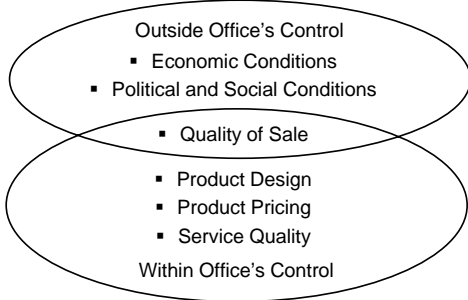 Outside Office’s Control
▪ Economic Conditions
▪ Political and Social Conditions
▪ Quality of Sale
▪ Product Design
▪ Product Pricing
▪ Service Quality
Within Office’s Control